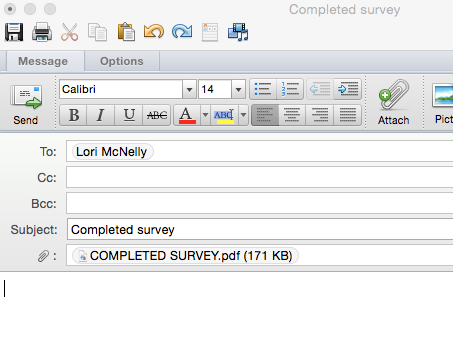 Completed survey
Message Options
Calibri 14
B I U ABC A ABC
Send Attach Pict
To: Lori McNelly
Cc:
Bcc:
Subject: Completed survey
: COMPLETED SURVEY.pdf (171 KB)